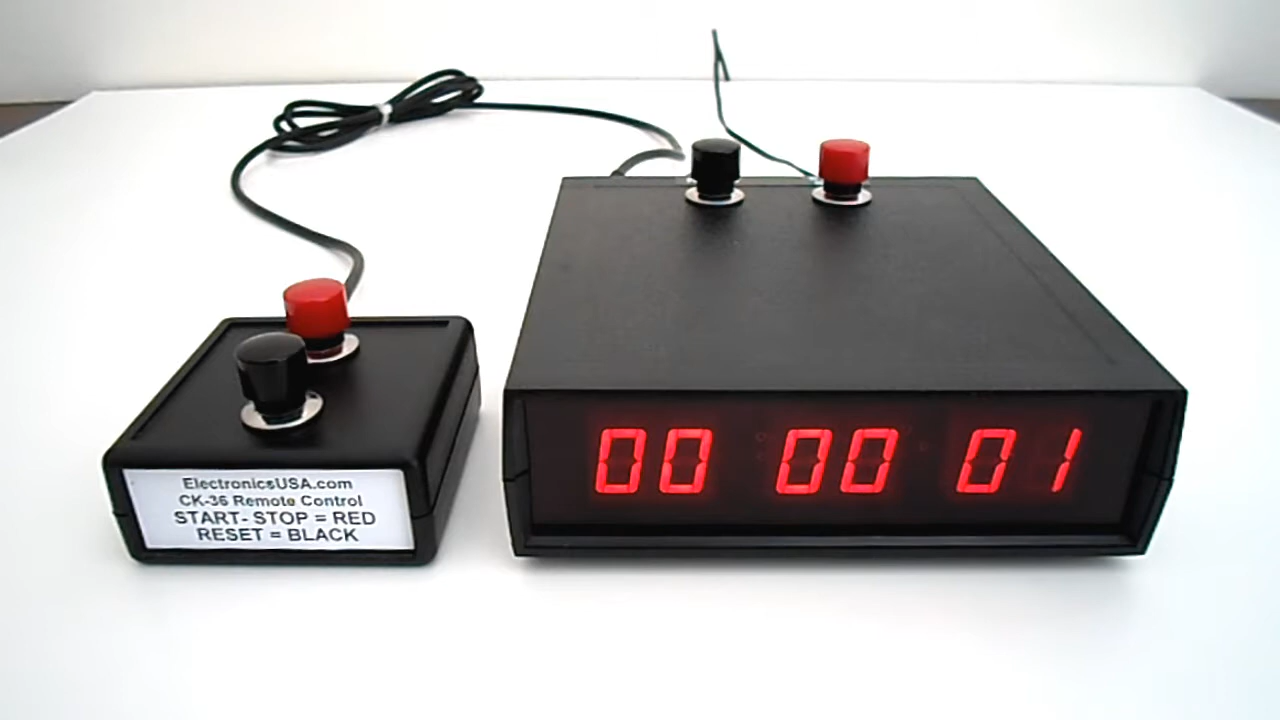 00 00 01
ElectronicsUSA.com
CK-36 Remote Control
START- STOP = RED
RESET = BLACK